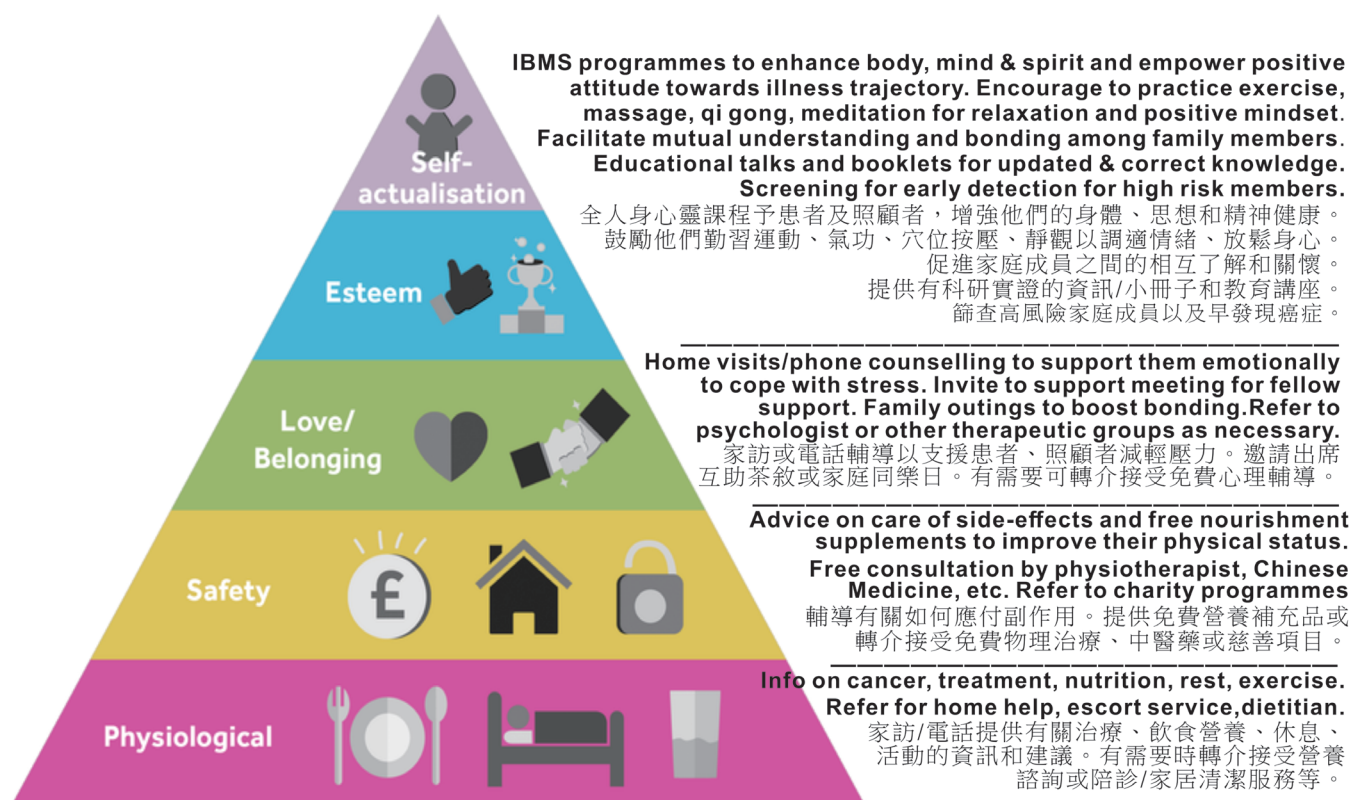 IBMS programmes to enhance body, mind & spirit and empower positive
attitude towards illness trajectory. Encourage to practice exercise,
massage, qi gong, meditation for relaxation and positive mindset.
Facilitate mutual understanding and bonding among family members.
Educational talks and booklets for updated & correct knowledge.
Screening for early detection for high risk members.
全人身心靈課程予患者及照顧者，增強他們的身體、思想和精神健康。
鼓勵他們勤習運動、氣功、穴位按壓、靜觀以調適情緒、放鬆身心。
促進家庭成員之間的相互了解和關懷。
提供有科研實證的資訊/小冊子和教育講座。
篩查高風險家庭成員以及早發現癌症。
Self-
actualisation
Esteem
Home visits/phone counselling to support them emotionally
to cope with stress. Invite to support meeting for fellow
support. Family outings to boost bonding.Refer to
psychologist or other therapeutic groups as necessary.
家訪或電話輔導以支援患者、照顧者減輕壓力。邀請出席
互助茶敘或家庭同樂日。有需要可轉介接受免費心理輔導。
Love/
Belonging
Advice on care of side-effects and free nourishment
supplements to improve their physical status.
Free consultation by physiotherapist, Chinese
Medicine, etc. Refer to charity programmes
輔導有關如何應付副作用。提供免費營養補充品或
轉介接受免費物理治療、中醫藥或慈善項目。
Safety
£
Info on cancer, treatment, nutrition, rest, exercise.
Refer for home help, escort service,dietitian.
家訪/電話提供有關治療、飲食營養、休息、
活動的資訊和建議。有需要時轉介接受營養
諮詢或陪診/家居清潔服務等。
Physiological